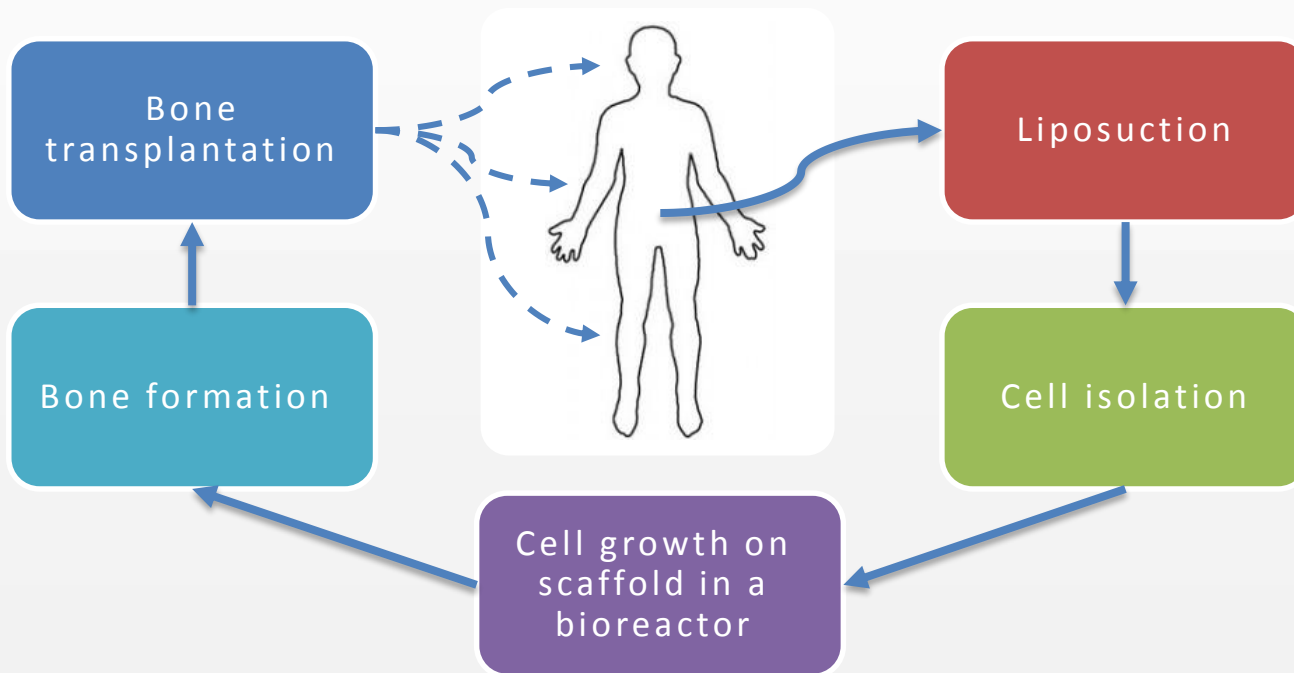 Bone
transplantation
Liposuction
Bone formation
Cell isolation
Cell growth on
scaffold in a
bioreactor